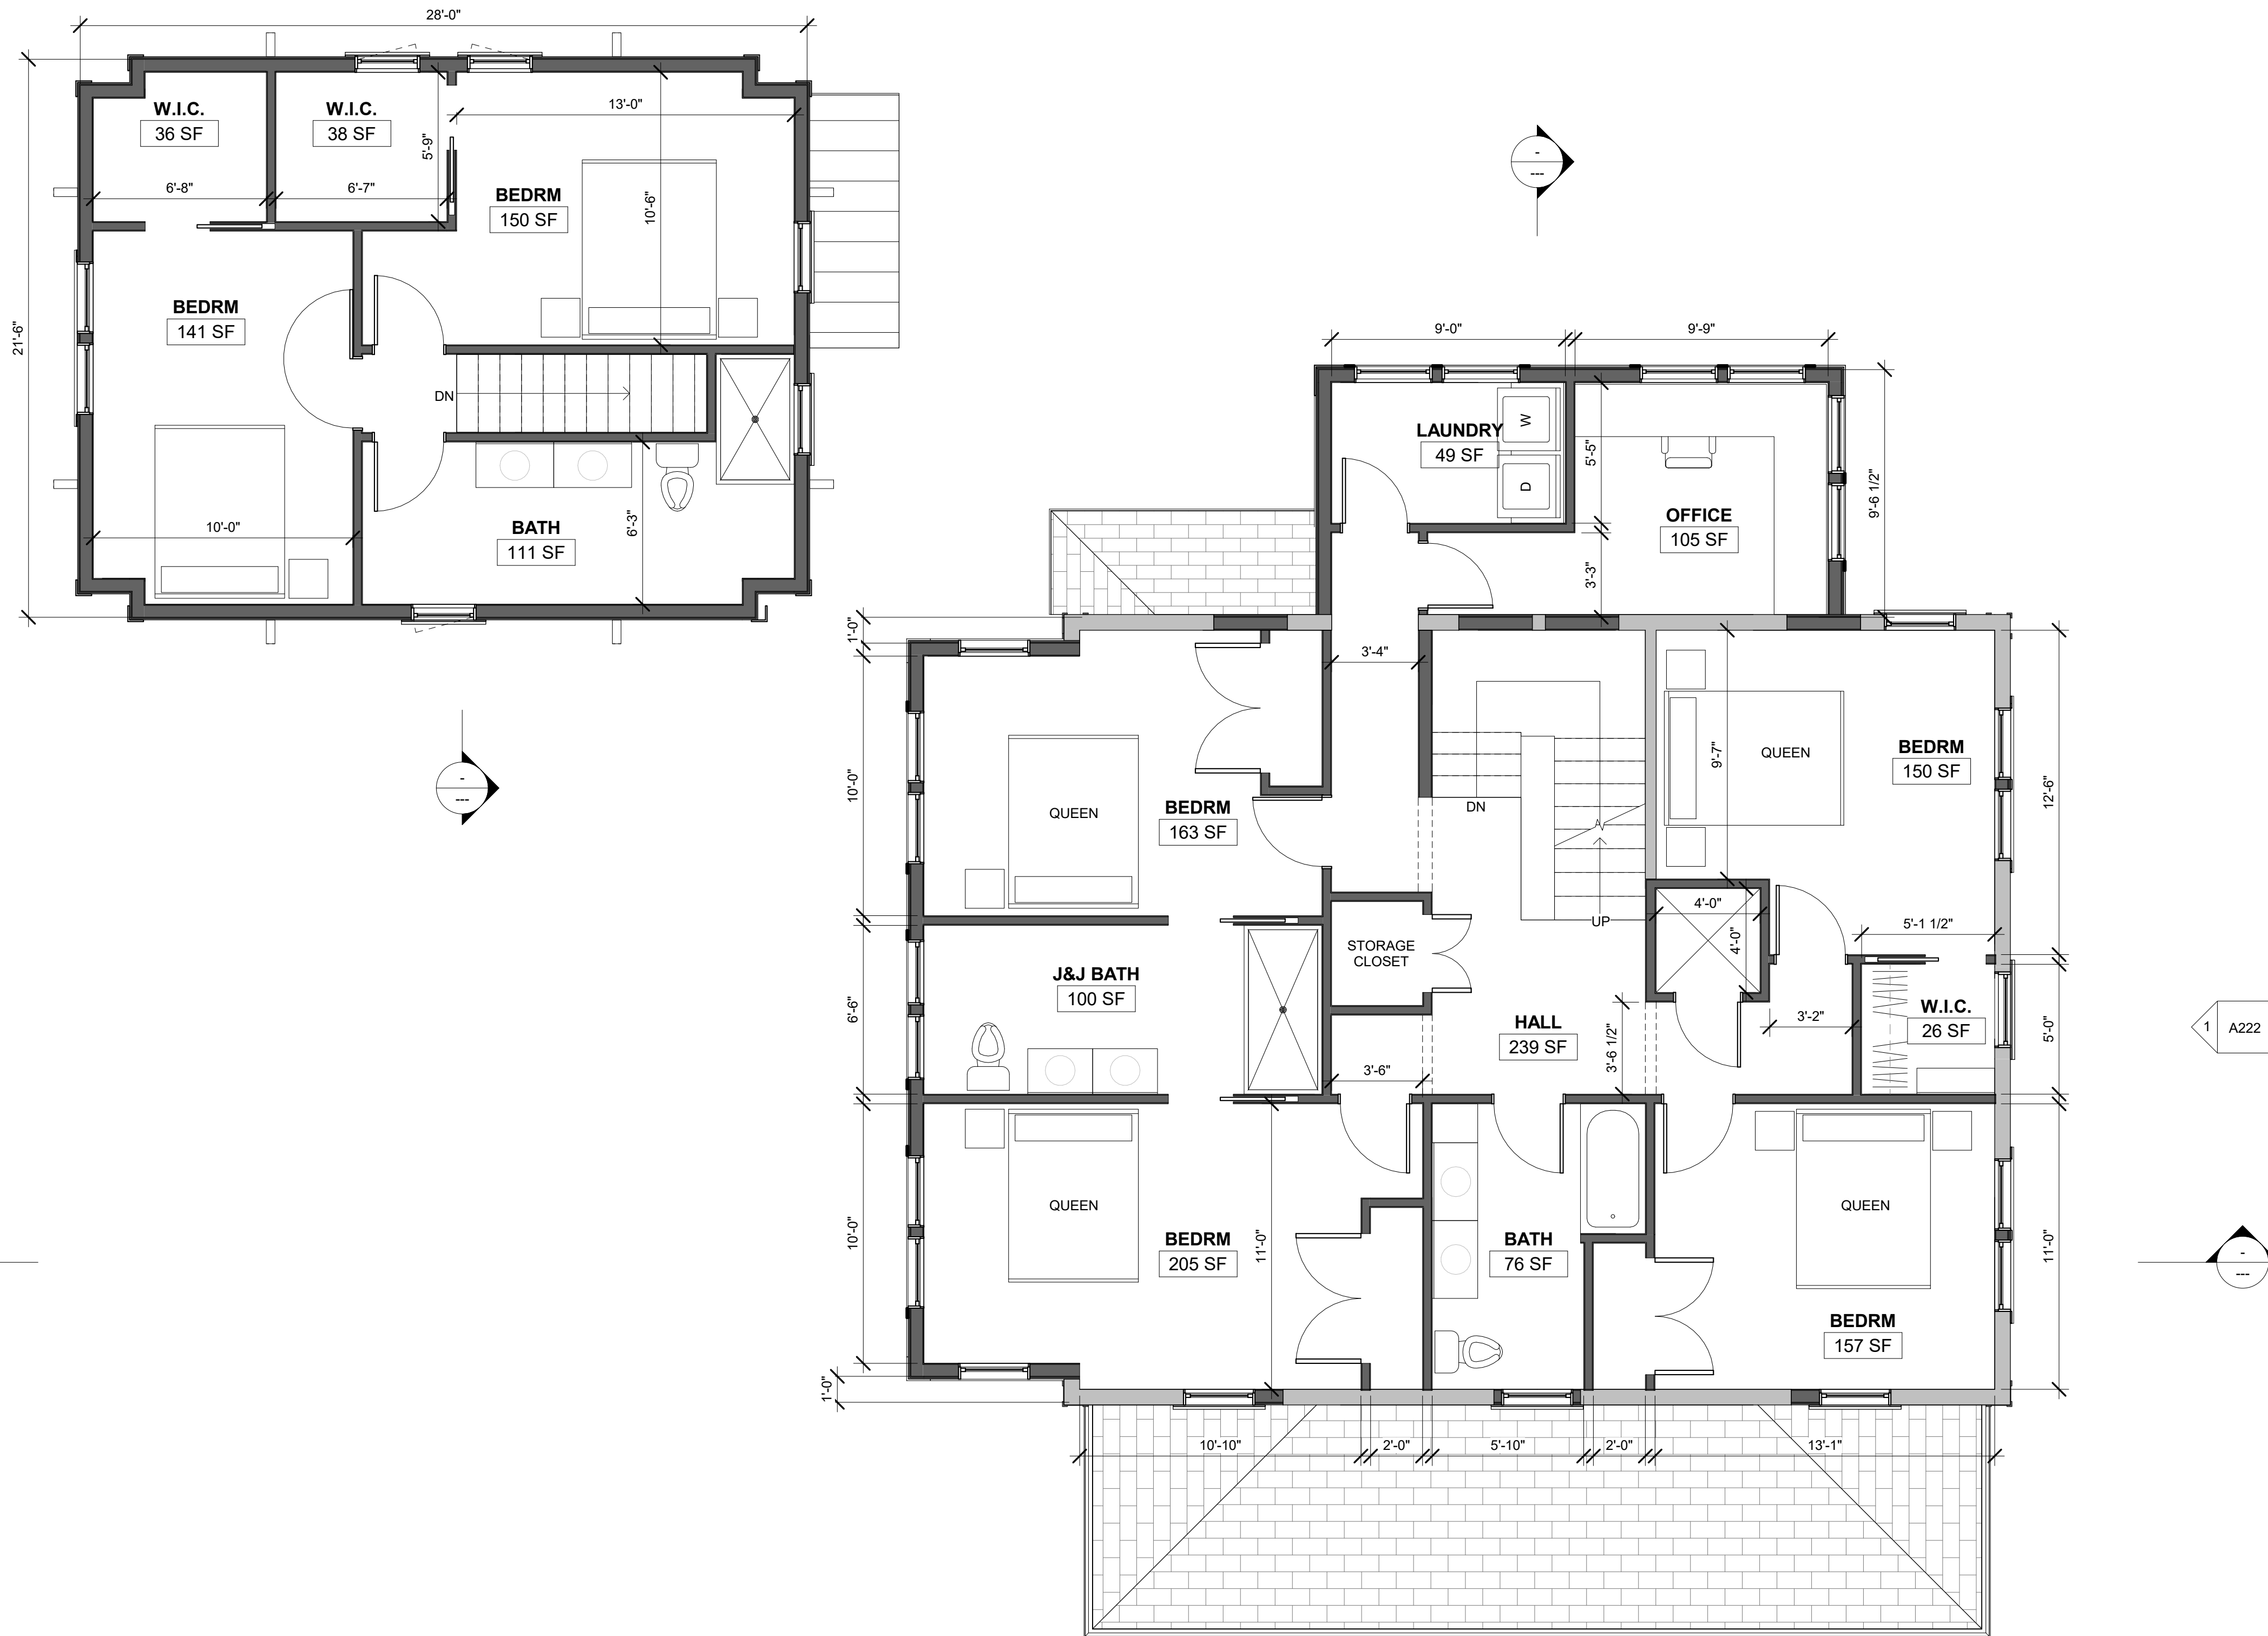 28'-0"
21'-6"
W.I.C.
36 SF
W.I.C.
38 SF
13'-0"
5'-9"
6'-8"
6'-7"
BEDRM
150 SF
10'-6"
BEDRM
141 SF
DN
10'-0"
BATH
111 SF
6'-3"
-
---
-
---
9'-0"
9'-9"
LAUNDRY
49 SF
W
D
5'-5"
OFFICE
105 SF
9'-6 1/2"
3'-3"
1'-0"
3'-4"
10'-0"
QUEEN
BEDRM
163 SF
DN
UP
9'-7"
QUEEN
BEDRM
150 SF
12'-6"
4'-0"
4'-0"
5'-1 1/2"
STORAGE
CLOSET
J&J BATH
100 SF
6'-6"
HALL
239 SF
3'-6 1/2"
3'-2"
W.I.C.
26 SF
5'-0"
1
A222
3'-6"
10'-0"
QUEEN
BEDRM
205 SF
11'-0"
BATH
76 SF
QUEEN
BEDRM
157 SF
11'-0"
-
---
1'-0"
10'-10"
2'-0"
5'-10"
2'-0"
13'-1"